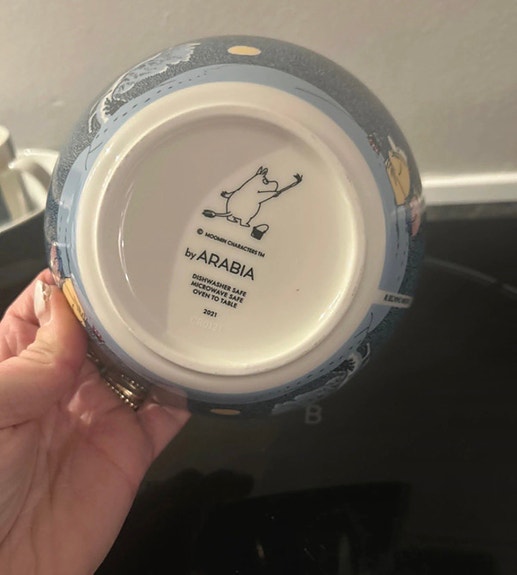 © MOOMIN CHARACTERS TM
by ARABIA
DISHWASHER SAFE
MICROWAVE SAFE
OVEN TO TABLE
2021
B